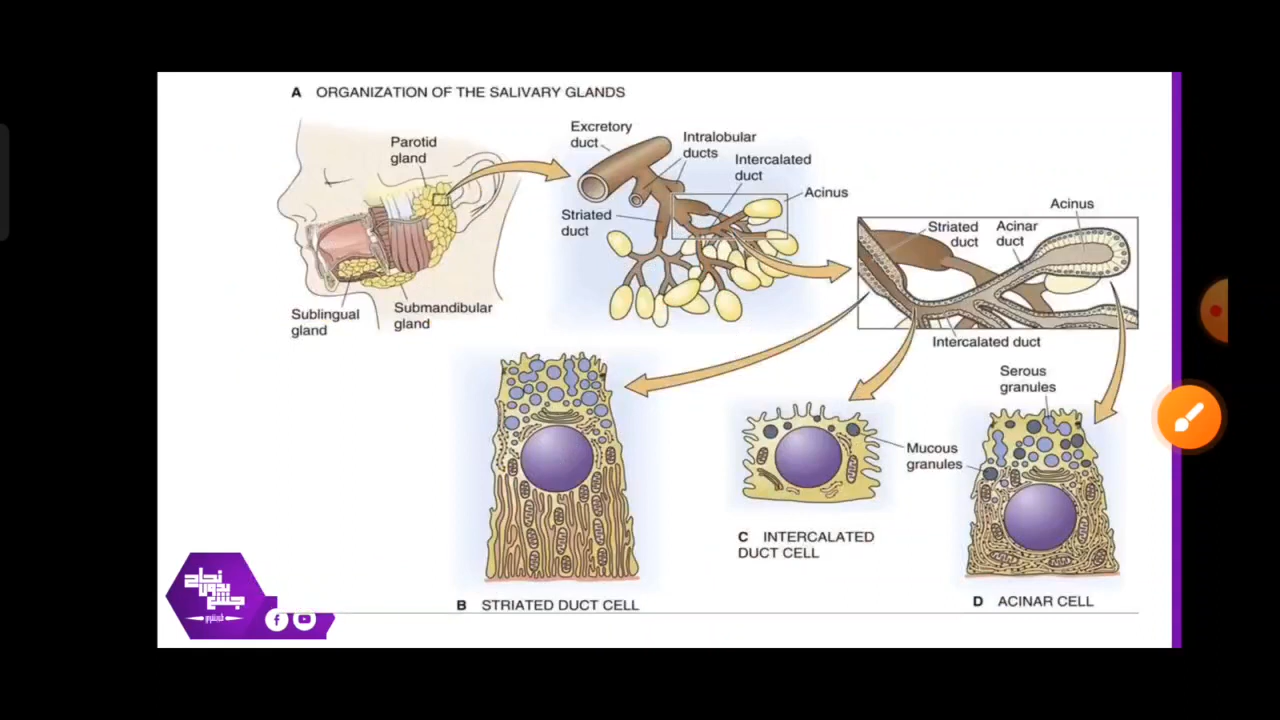 A ORGANIZATION OF THE SALIVARY GLANDS
Parotid
gland
Sublingual
gland
Submandibular
gland
Excretory
duct
Intralobular
ducts
Intercalated
duct
Acinus
Striated
duct
Striated
duct
Acinar
duct
Acinus
Intercalated duct
Serous
granules
Mucous
granules
B STRIATED DUCT CELL
C INTERCALATED
DUCT CELL
D ACINAR CELL
نجاح
بدون
f